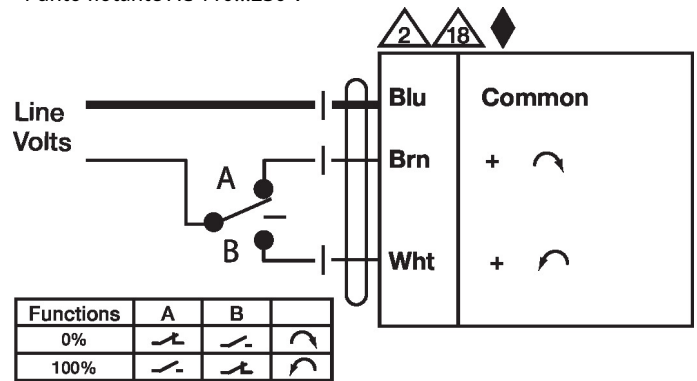 2 18
Line
Volts
Blu Common
Brn +
Wht +
A
B
Functions A B
0%
100%